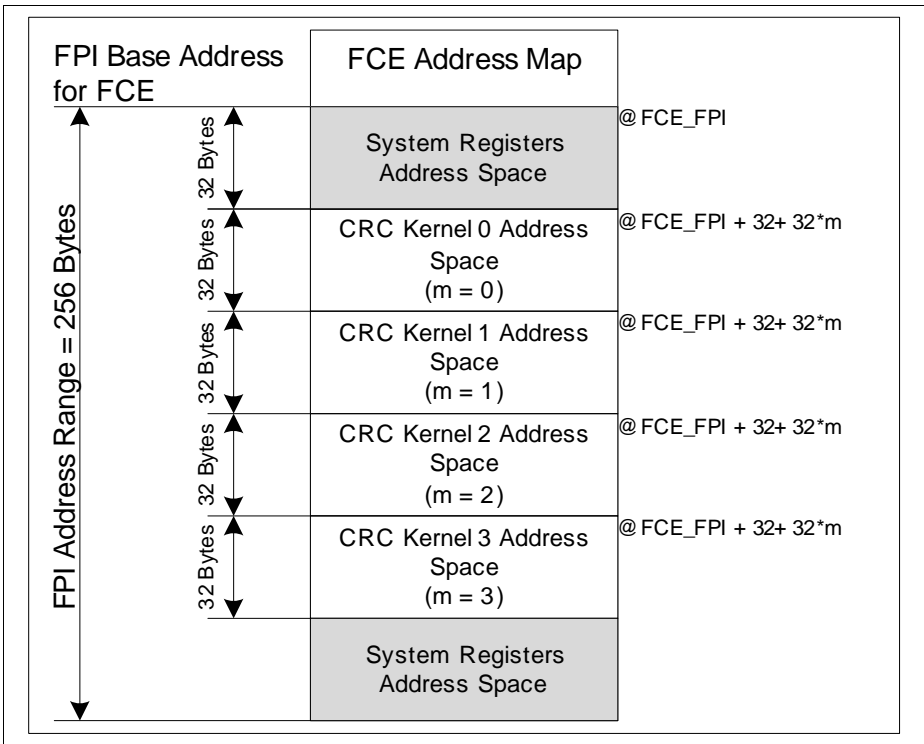 FPI Base Address
for FCE
FCE Address Map
FPI Address Range = 256 Bytes
32 Bytes
System Registers
Address Space
@ FCE_FPI
32 Bytes
CRC Kernel 0 Address
Space
(m = 0)
@ FCE_FPI + 32+ 32*m
32 Bytes
CRC Kernel 1 Address
Space
(m = 1)
@ FCE_FPI + 32+ 32*m
32 Bytes
CRC Kernel 2 Address
Space
(m = 2)
@ FCE_FPI + 32+ 32*m
32 Bytes
CRC Kernel 3 Address
Space
(m = 3)
@ FCE_FPI + 32+ 32*m
System Registers
Address Space